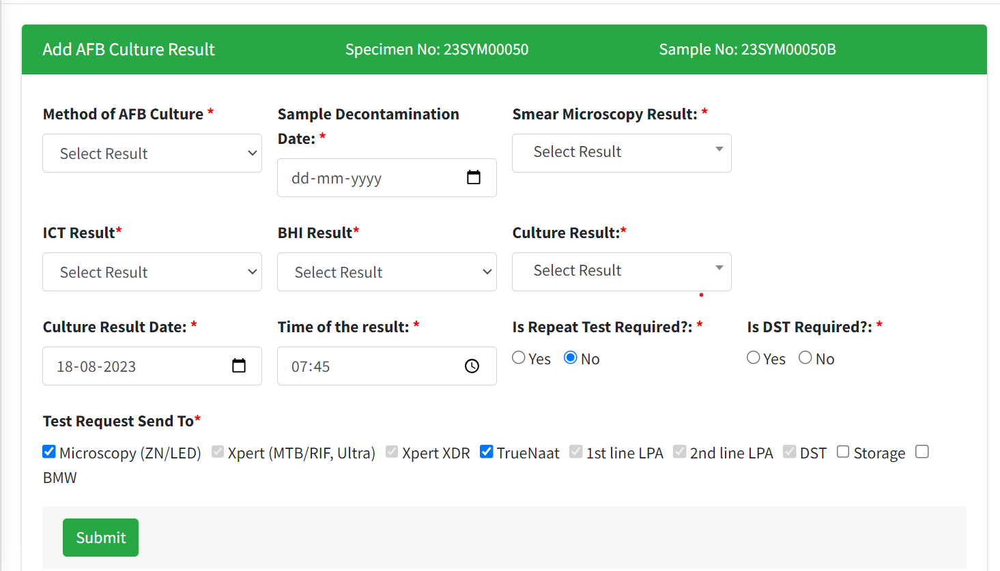 Add AFB Culture Result Specimen No: 23SYM00050 Sample No: 23SYM00050B
Method of AFB Culture *
Select Result
Sample Decontamination
Date: *
dd-mm-yyyy
Smear Microscopy Result: *
Select Result
ICT Result*
Select Result
BHI Result*
Select Result
Culture Result:*
Select Result
Culture Result Date: *
18-08-2023
Time of the result: *
07:45
Is Repeat Test Required?: *
Yes No
Is DST Required?: *
Yes No
Test Request Send To*
Microscopy (ZN/LED) Xpert (MTB/RIF, Ultra) Xpert XDR TrueNaat 1st line LPA 2nd line LPA DST Storage
BMW
Submit